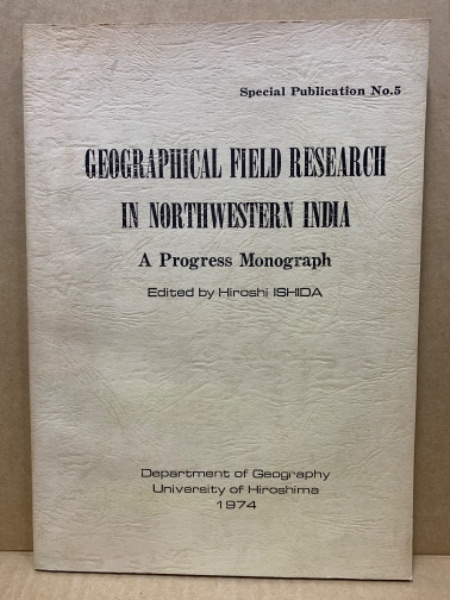 Special Publication No.5
GEOGRAPHICAL FIELD RESEARCH
IN NORTHWESTERN INDIA
A Progress Monograph
Edited by Hiroshi ISHIDA
Department of Geography
University of Hiroshima
1974